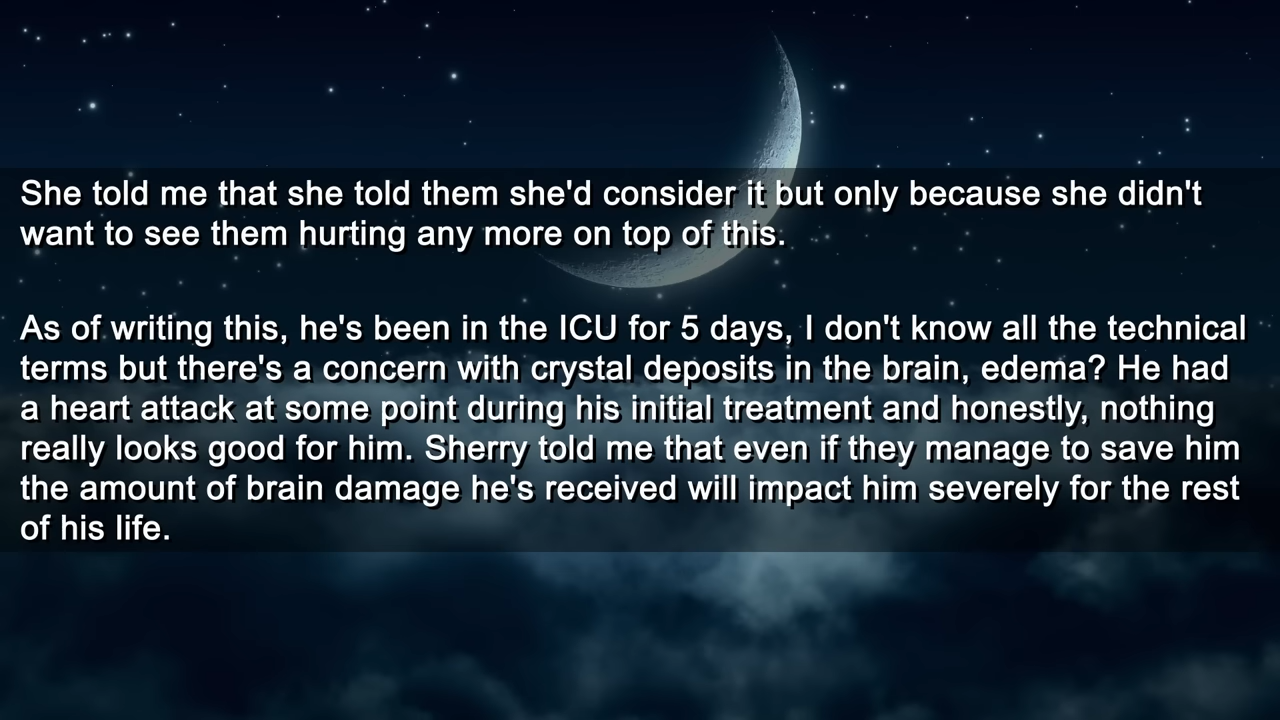 She told me that she told them she'd consider it but only because she didn't
want to see them hurting any more on top of this.
As of writing this, he's been in the ICU for 5 days, I don't know all the technical
terms but there's a concern with crystal deposits in the brain, edema? He had
a heart attack at some point during his initial treatment and honestly, nothing
really looks good for him. Sherry told me that even if they manage to save him
the amount of brain damage he's received will impact him severely for the rest
of his life.